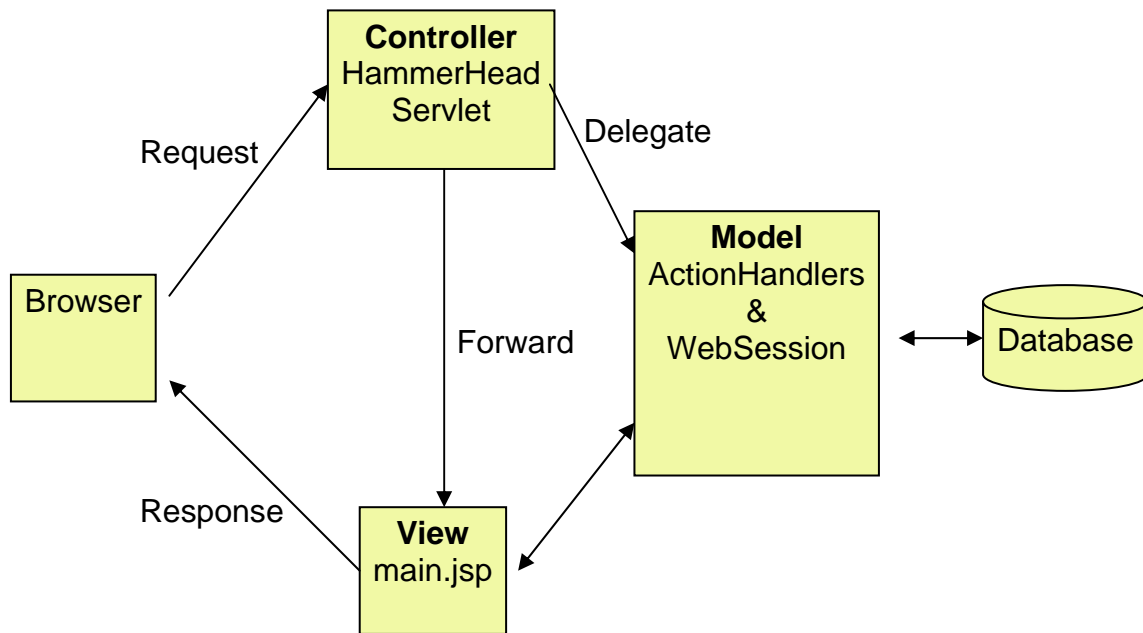 Controller
HammerHead
Servlet
Request
Delegate
Model
ActionHandlers
&
WebSession
Browser
Forward
Database
Response
View
main.jsp